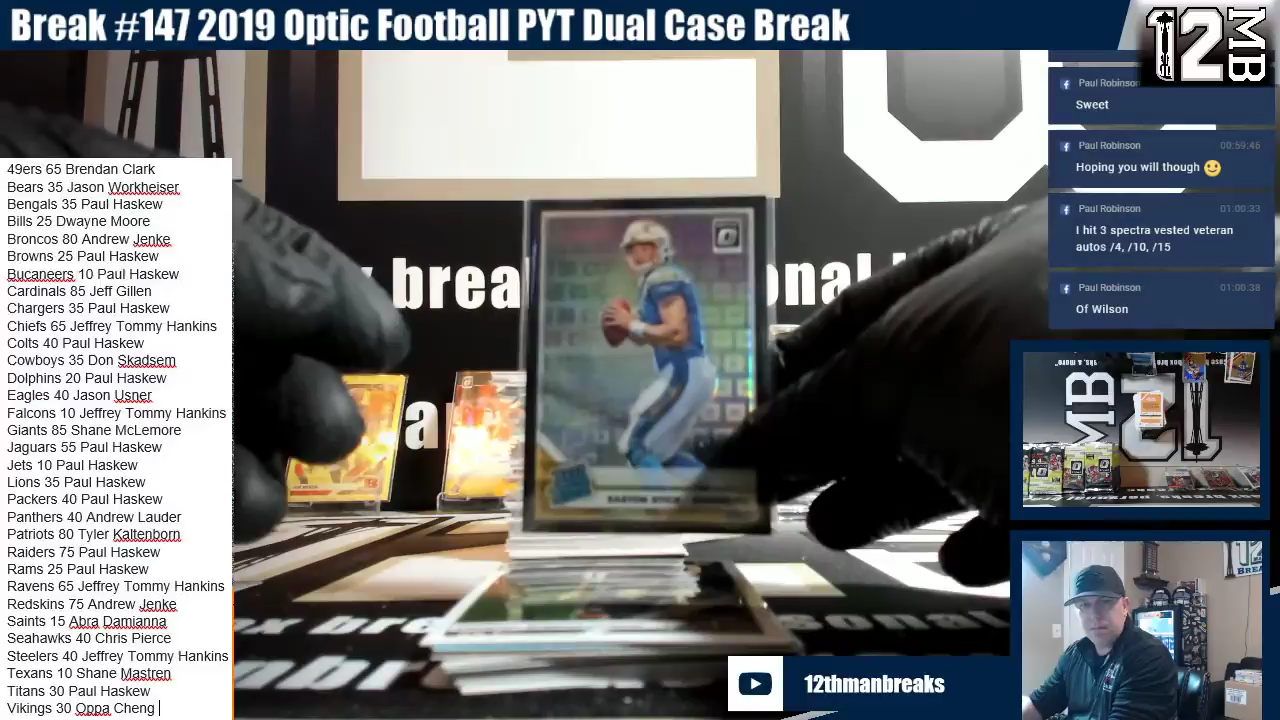 Break #147 2019 Optic Football PYT Dual Case Break
12
MB
Paul Robinson
Sweet
Paul Robinson 00:59:46
Hoping you will though 🙂
Paul Robinson 01:00:33
I hit 3 spectra vested veteran
autos /4, /10, /15
Paul Robinson 01:00:38
Of Wilson
49ers 65 Brendan Clark
Bears 35 Jason Workheiser
Bengals 35 Paul Haskew
Bills 25 Dwayne Moore
Broncos 80 Andrew Jenke
Browns 25 Paul Haskew
Bucaneers 10 Paul Haskew
Cardinals 85 Jeff Gillen
Chargers 35 Paul Haskew
Chiefs 65 Jeffrey Tommy Hankins
Colts 40 Paul Haskew
Cowboys 35 Don Skadsem
Dolphins 20 Paul Haskew
Eagles 40 Jason Usner
Falcons 10 Jeffrey Tommy Hankins
Giants 85 Shane McLemore
Jaguars 55 Paul Haskew
Jets 10 Paul Haskew
Lions 35 Paul Haskew
Packers 40 Paul Haskew
Panthers 40 Andrew Lauder
Patriots 80 Tyler Kaltenborn
Raiders 75 Paul Haskew
Rams 25 Paul Haskew
Ravens 65 Jeffrey Tommy Hankins
Redskins 75 Andrew Jenke
Saints 15 Abra Damianna
Seahawks 40 Chris Pierce
Steelers 40 Jeffrey Tommy Hankins
Texans 10 Shane Mastren
Titans 30 Paul Haskew
Vikings 30 Oppa Cheng
12thmanbreaks
EASTON STICK